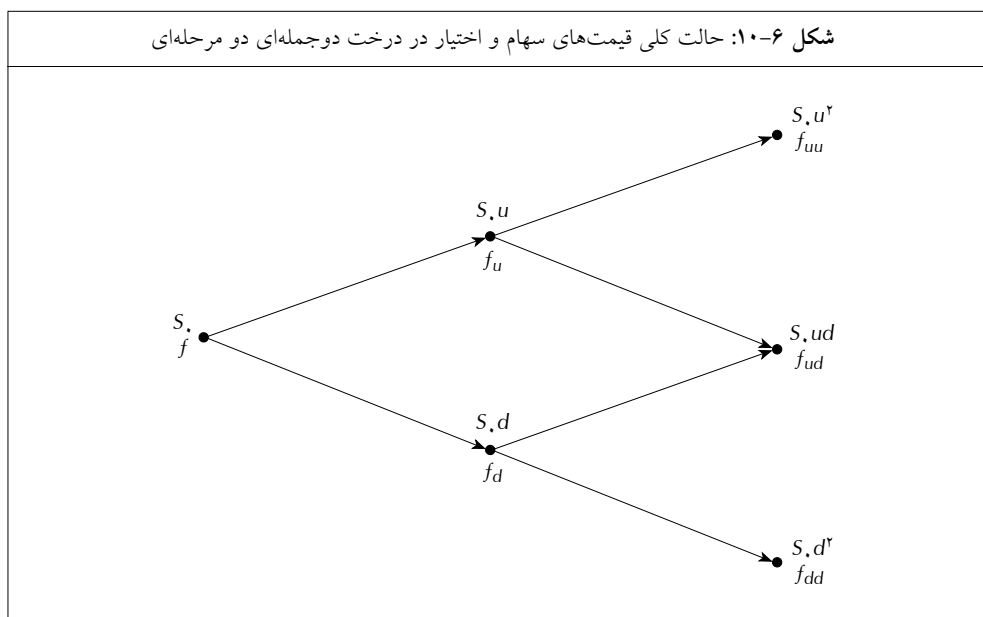 شکل ۶-۱۰: حالت کلی قیمت‌های سهام و اختیار در درخت دوجمله‌ای دو مرحله‌ای
S۰u۲
fuu
S۰u
fu
S۰
f
S۰ud
fud
S۰d
fd
S۰d۲
fdd